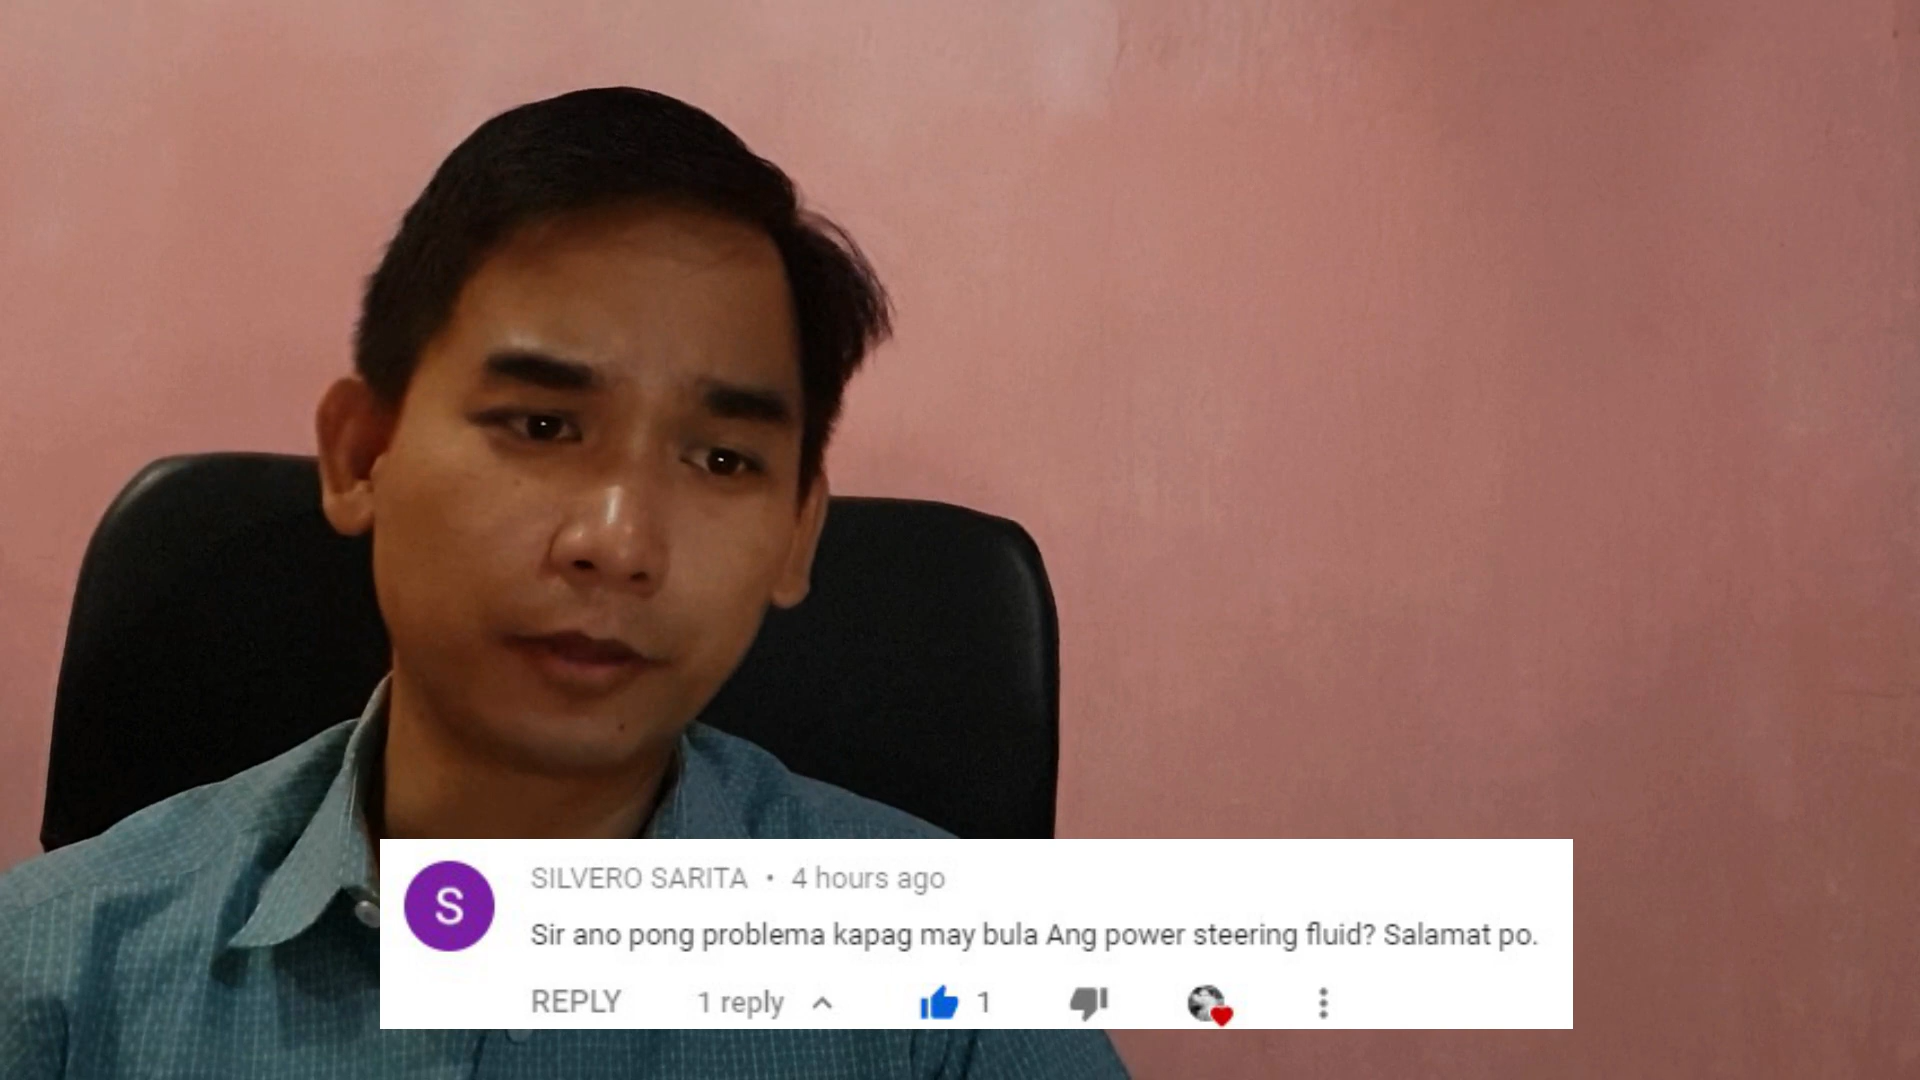 S
SILVERO SARITA • 4 hours ago
Sir ano pong problema kapag may bula Ang power steering fluid? Salamat po.
REPLY 1 reply 1